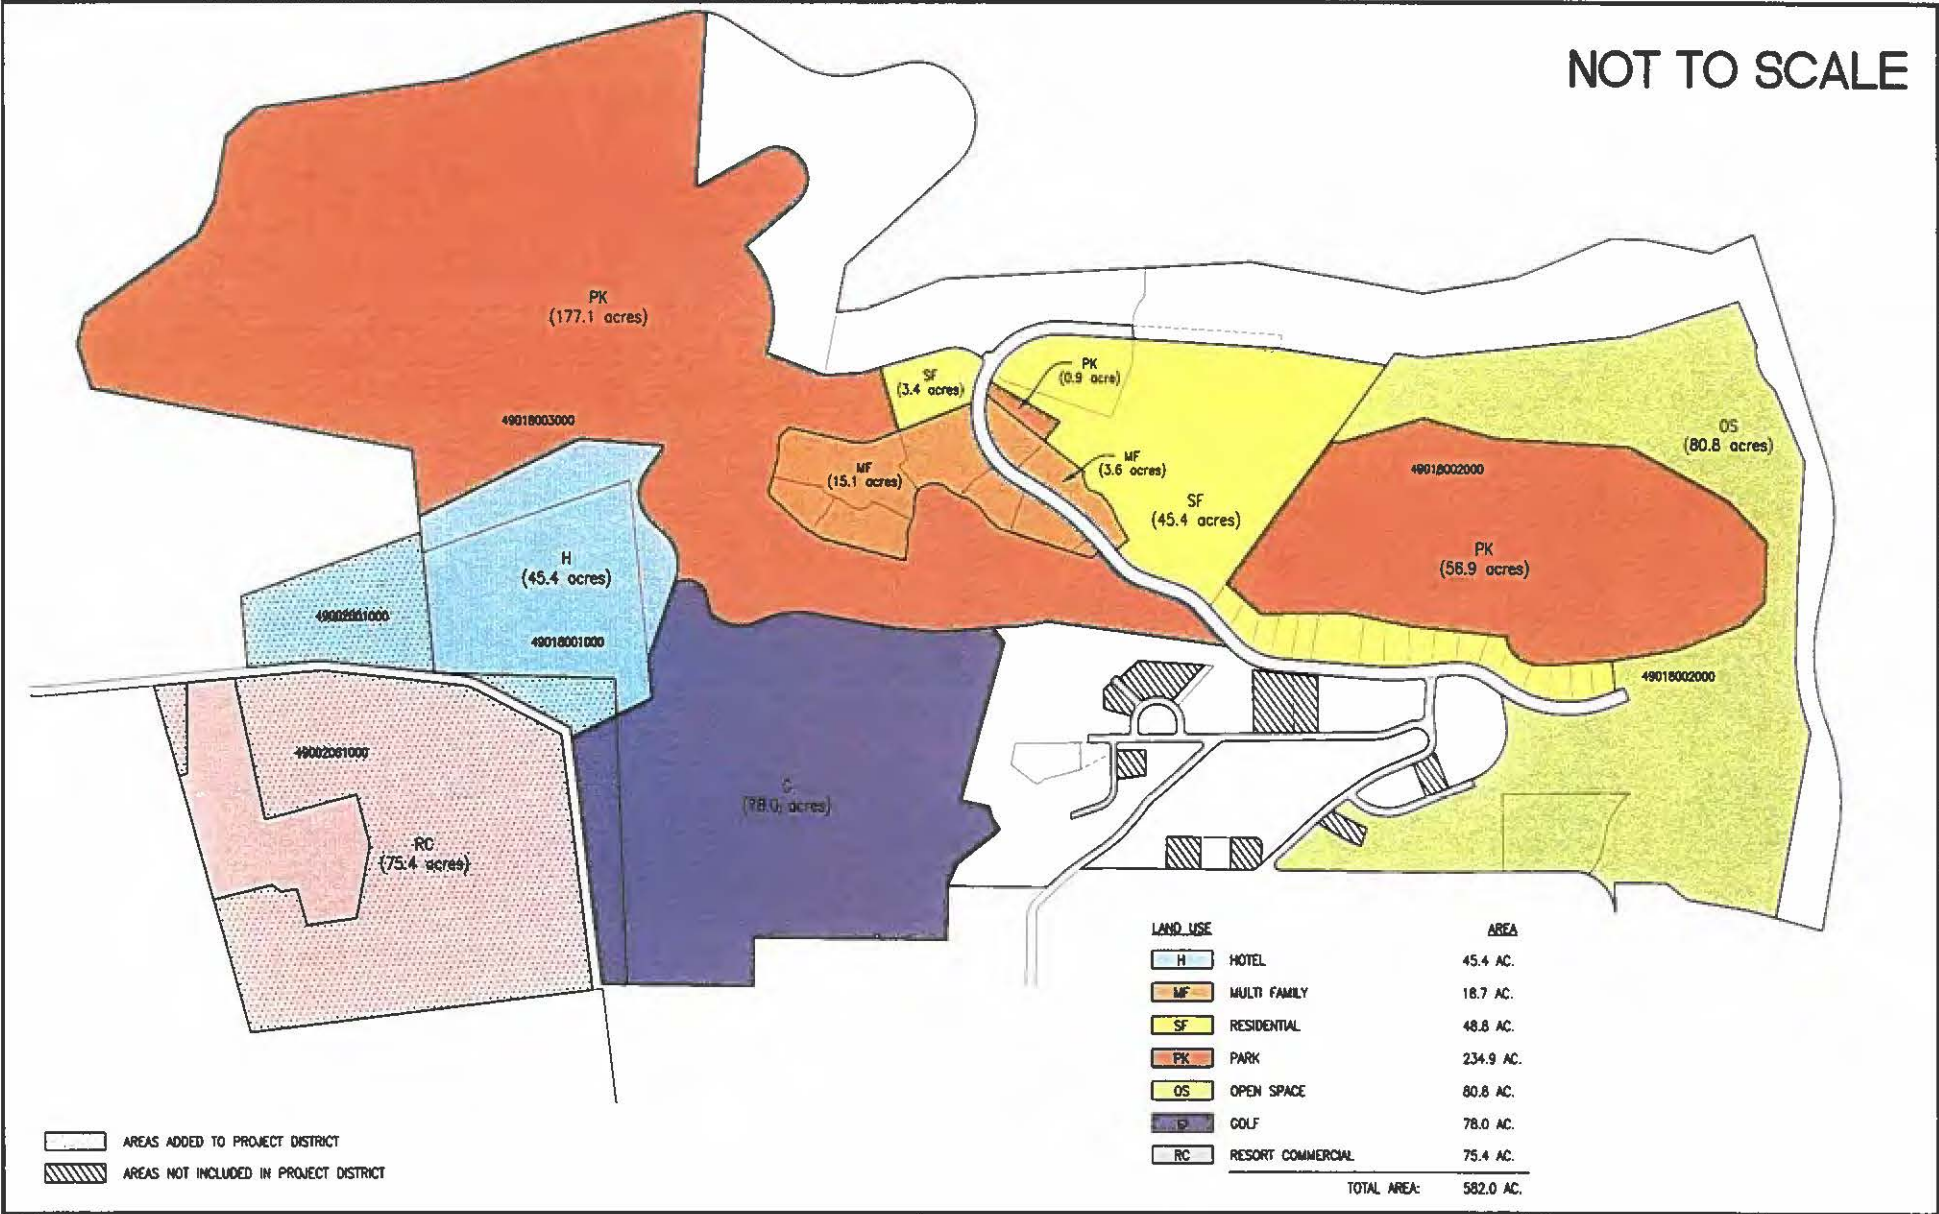 NOT TO SCALE
PK
(177.1 acres)
49018003000
SF
(3.4 acres)
PK
(0.9 acre)
MF
(15.1 acres)
MF
(3.6 acres)
SF
(45.4 acres)
OS
(80.8 acres)
49018002000
PK
(56.9 acres)
49018002000
H
(45.4 acres)
49002001000
49018001000
49002061000
RC
(75.4 acres)
G
(78.0 acres)
LAND USE AREA
H HOTEL 45.4 AC.
MF MULTI FAMILY 18.7 AC.
SF RESIDENTIAL 48.8 AC.
PK PARK 234.9 AC.
OS OPEN SPACE 80.8 AC.
G GOLF 78.0 AC.
RC RESORT COMMERCIAL 75.4 AC.
TOTAL AREA: 582.0 AC.
AREAS ADDED TO PROJECT DISTRICT
AREAS NOT INCLUDED IN PROJECT DISTRICT